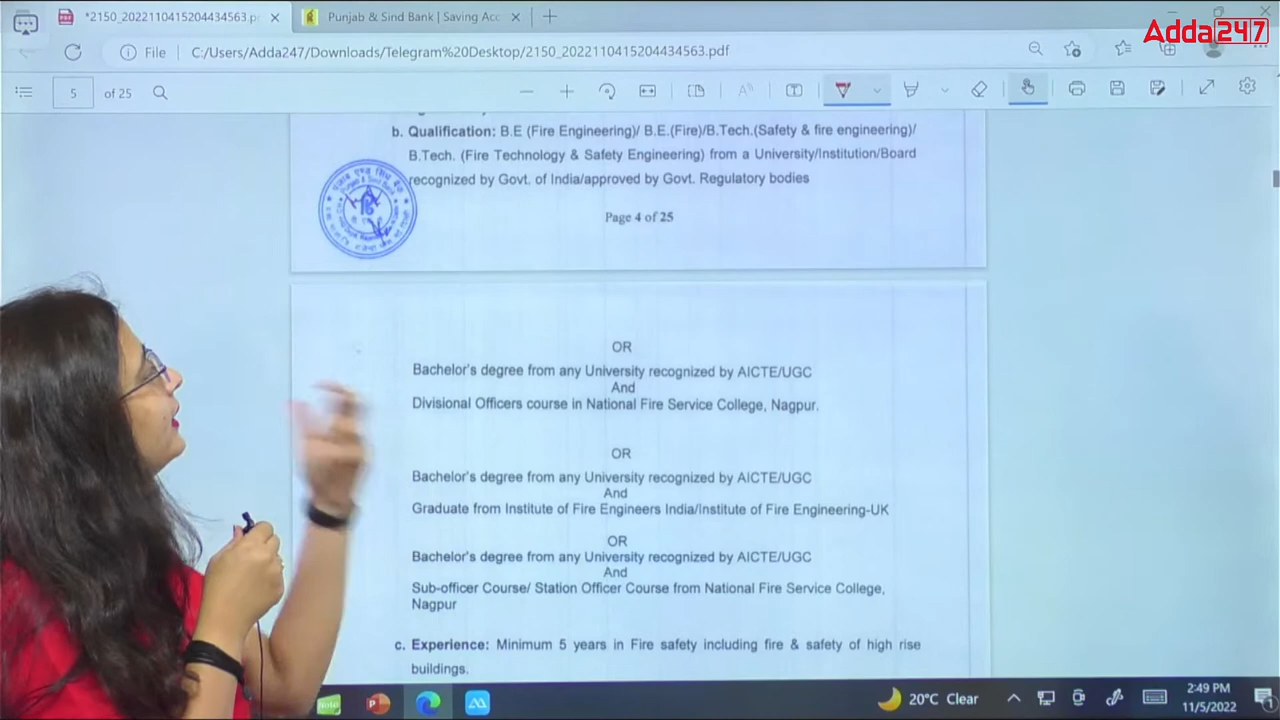 *2150_2022110415204434563.p
Punjab & Sind Bank | Saving Acc
Adda247
File
C:/Users/Adda247/Downloads/Telegram%20Desktop/2150_2022110415204434563.pdf
5 of 25
b. Qualification: B.E (Fire Engineering)/ B.E.(Fire)/B.Tech.(Safety & fire engineering)/
B.Tech. (Fire Technology & Safety Engineering) from a University/Institution/Board
recognized by Govt. of India/approved by Govt. Regulatory bodies
Page 4 of 25
OR
Bachelor's degree from any University recognized by AICTE/UGC
And
Divisional Officers course in National Fire Service College, Nagpur.
OR
Bachelor's degree from any University recognized by AICTE/UGC
And
Graduate from Institute of Fire Engineers India/Institute of Fire Engineering-UK
OR
Bachelor's degree from any University recognized by AICTE/UGC
And
Sub-officer Course/ Station Officer Course from National Fire Service College,
Nagpur
c. Experience: Minimum 5 years in Fire safety including fire & safety of high rise
buildings.
20°C Clear
2:49 PM
11/5/2022